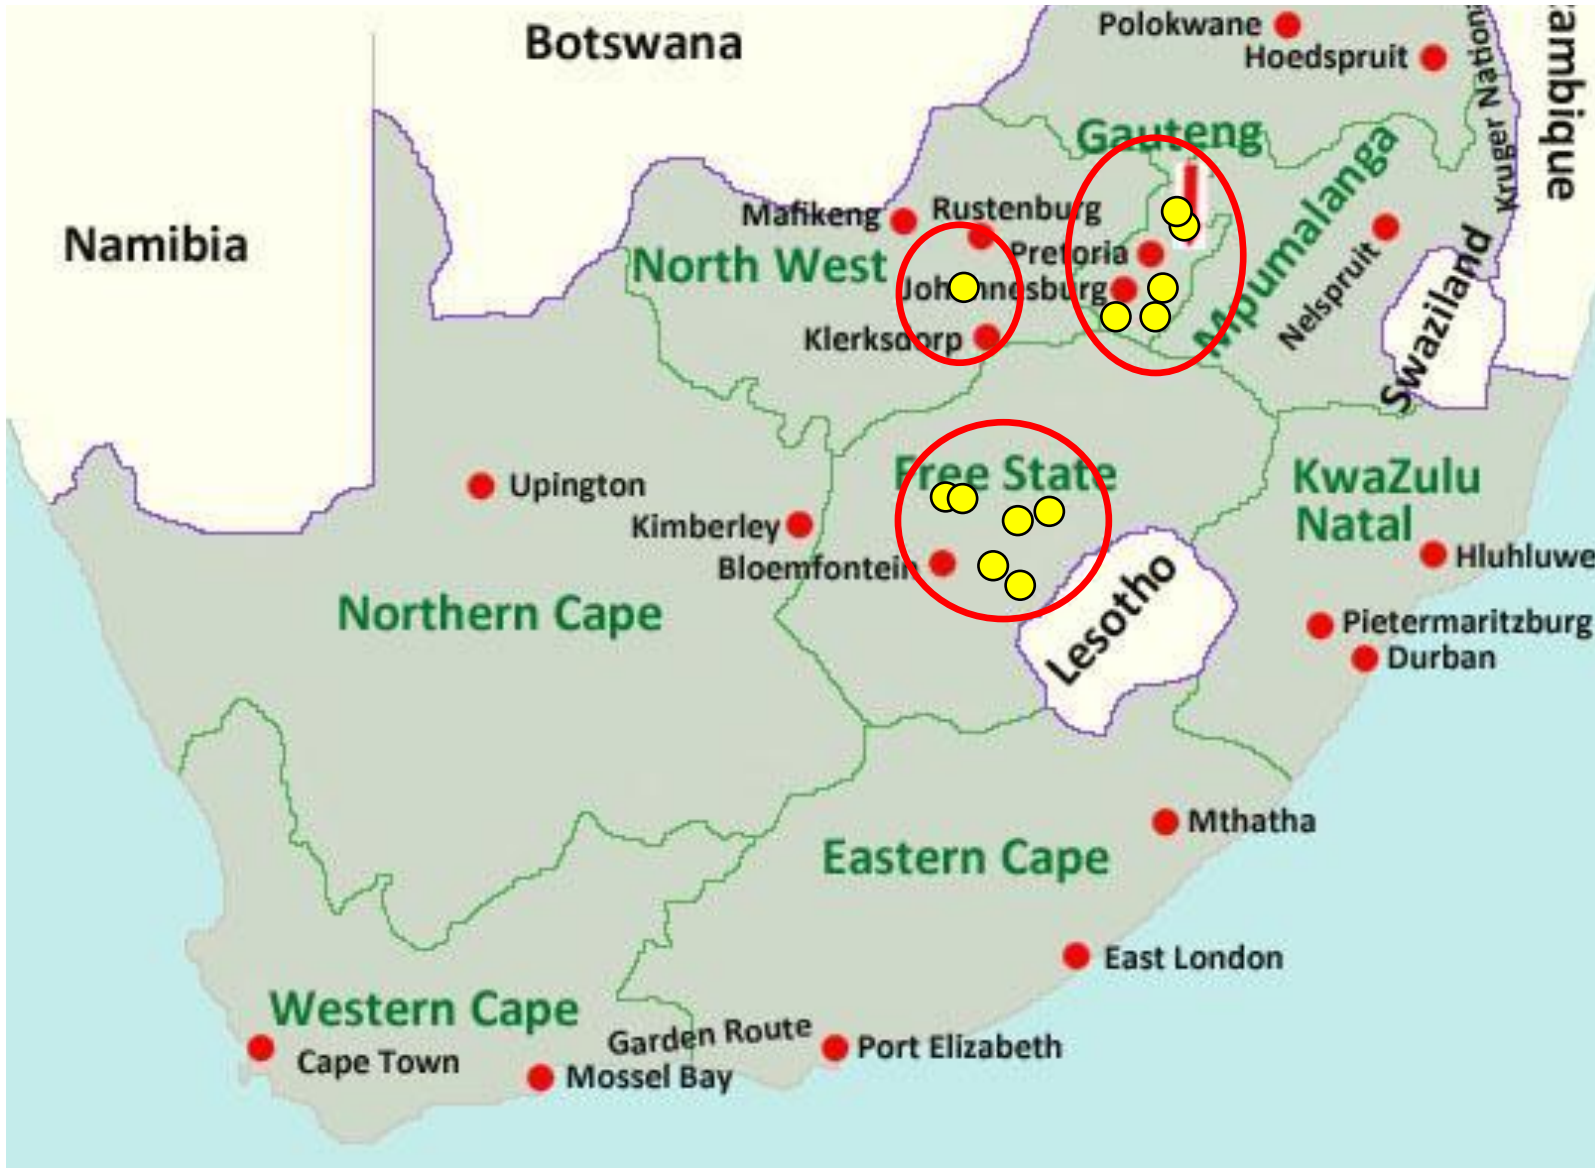 Botswana
Polokwane
Hoedspruit
Gauteng
Mafikeng
Rustenburg
Namibia
North West
Pretoria
Johannesburg
Klerksdorp
Mpumalanga
Nelspruit
Swaziland
Kruger
Upington
Free State
KwaZulu
Natal
Kimberley
Bloemfontein
Hluhluwe
Lesotho
Northern Cape
Pietermaritzburg
Durban
Mthatha
Eastern Cape
East London
Western Cape
Garden Route
Cape Town
Port Elizabeth
Mossel Bay